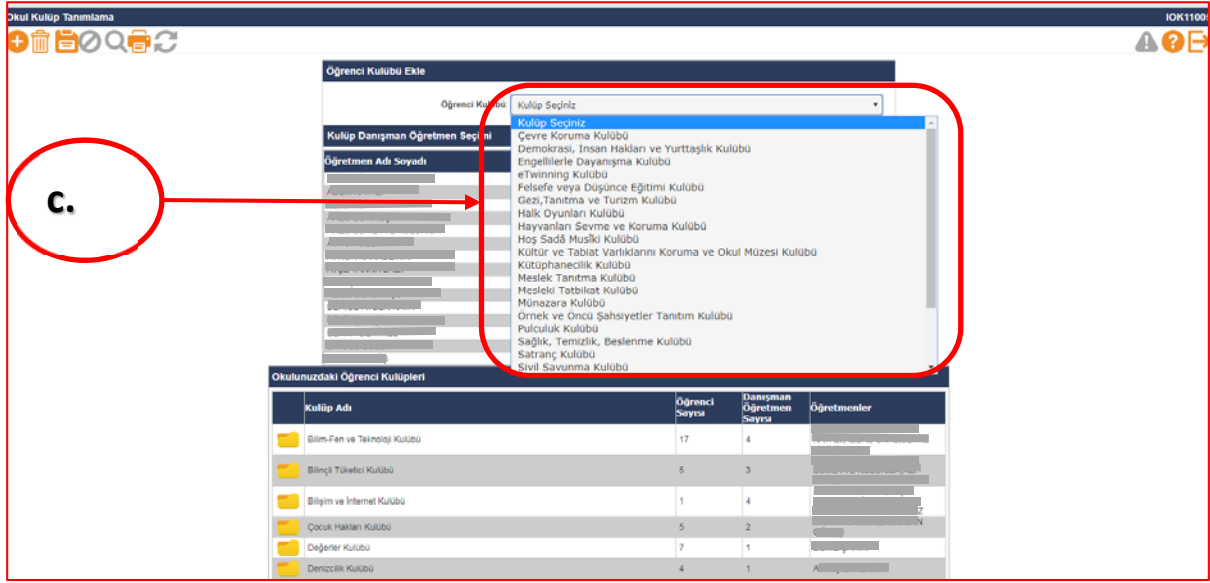 Okul Kulüp Tanımlama
IOK11005
Öğrenci Kulübü Ekle
Öğrenci Kulübü:
Kulüp Seçiniz
Kulüp Seçiniz
Çevre Koruma Kulübü
Demokrasi, İnsan Hakları ve Yurttaşlık Kulübü
Engellilerle Dayanışma Kulübü
eTwinning Kulübü
Felsefe veya Düşünce Eğitimi Kulübü
Gezi,Tanıtma ve Turizm Kulübü
Halk Oyunları Kulübü
Hayvanları Sevme ve Koruma Kulübü
Hoş Sadâ Musîki Kulübü
Kültür ve Tabiat Varlıklarını Koruma ve Okul Müzesi Kulübü
Kütüphanecilik Kulübü
Meslek Tanıtma Kulübü
Mesleki Tatbikat Kulübü
Münazara Kulübü
Örnek ve Öncü Şahsiyetler Tanıtım Kulübü
Pulculuk Kulübü
Sağlık, Temizlik, Beslenme Kulübü
Satranç Kulübü
Sivil Savunma Kulübü
Kulüp Danışman Öğretmen Seçimi
Öğretmen Adı Soyadı
c.
Okulunuzdaki Öğrenci Kulüpleri
Kulüp Adı Öğrenci Sayısı Danışman Öğretmen Sayısı Öğretmenler
Bilim-Fen ve Teknoloji Kulübü 17 4
Bilinçli Tüketici Kulübü 5 3
Bilişim ve İnternet Kulübü 1 4
Çocuk Hakları Kulübü 5 2
Değerler Kulübü 7 1
Denizcilik Kulübü 4 1